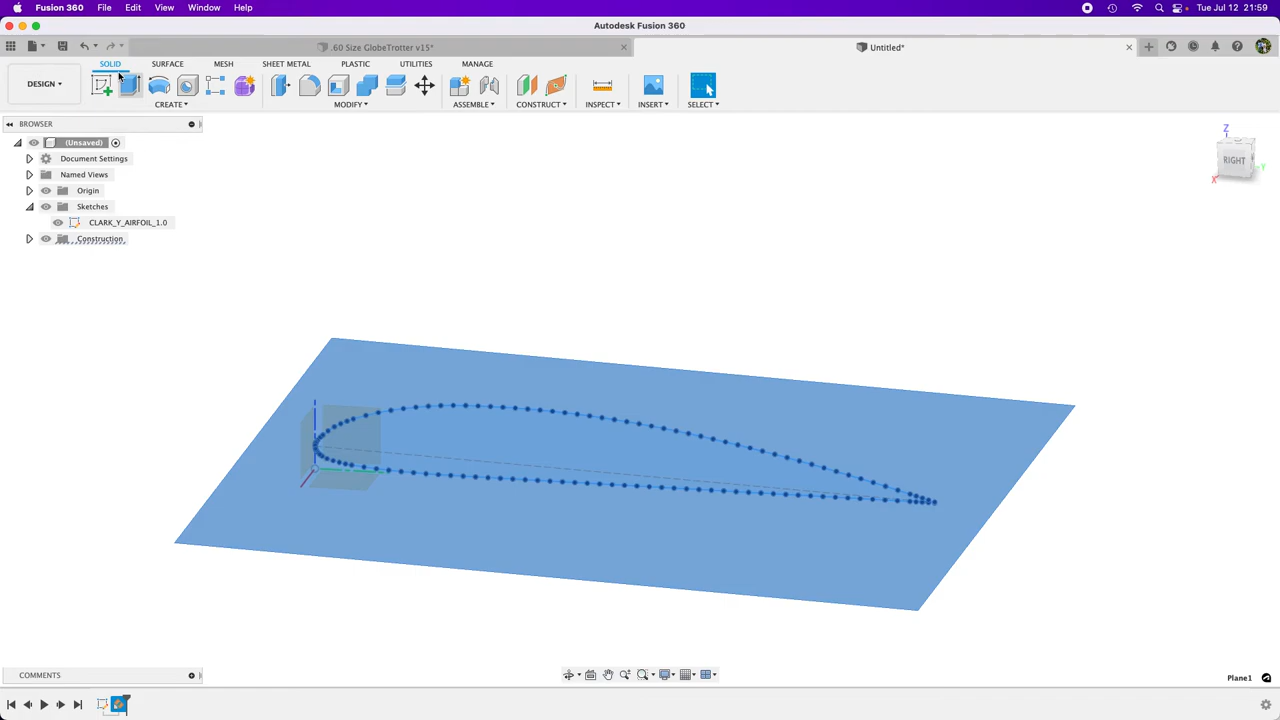 Fusion 360 File Edit View Window Help Tue Jul 12 21:59
Autodesk Fusion 360
.60 Size GlobeTrotter v15* Untitled*
SOLID SURFACE MESH SHEET METAL PLASTIC UTILITIES MANAGE
DESIGN
CREATE MODIFY ASSEMBLE CONSTRUCT INSPECT INSERT SELECT
BROWSER
(Unsaved)
Document Settings
Named Views
Origin
Sketches
CLARK_Y_AIRFOIL_1.0
Construction
Z
RIGHT
X
Y
COMMENTS
Plane1